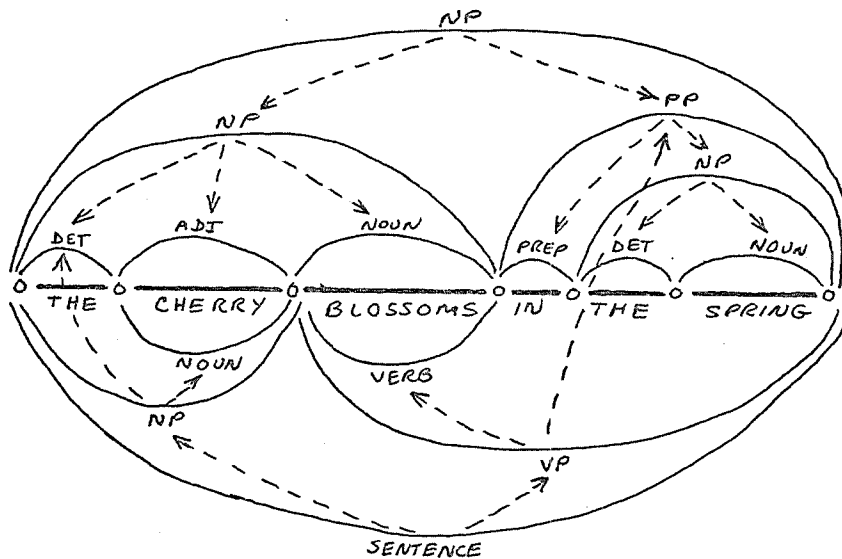 NP
NP
PP
NP
DET
ADJ
NOUN
PREP
DET
NOUN
THE CHERRY BLOSSOMS IN THE SPRING
NOUN
VERB
NP
VP
SENTENCE